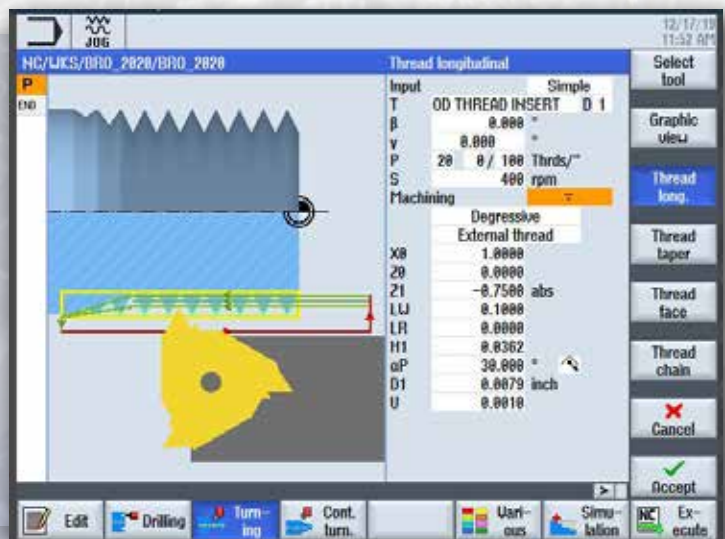 12/17/19
11:52 AM
JOG
NC/WKS/BRO_2020/BRO_2020
Thread longitudinal
Select tool
P
END
Input Simple
T OD THREAD INSERT D 1
β 0.000 °
γ 0.000 °
P 20 0/ 100 Thrds/"
S 400 rpm
Machining
Degressive
External thread
X0 1.0000
Z0 0.0000
Z1 -0.7500 abs
LW 0.1000
LR 0.0000
H1 0.0362
αP 30.000 °
D1 0.0079 inch
U 0.0010
Graphic view
Thread long.
Thread taper
Thread face
Thread chain
Cancel
Accept
Edit
Drilling
Turn-ing
Cont. turn.
Vari-ous
Simu-lation
NC Ex-ecute